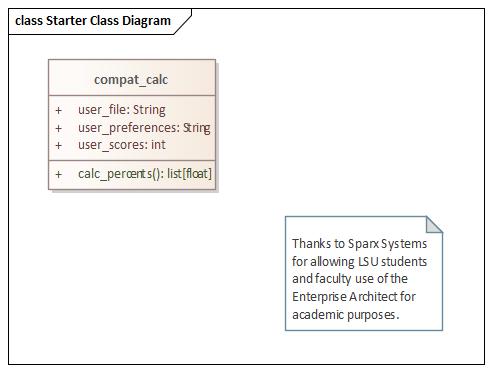 class Starter Class Diagram
compat_calc
+ user_file: String
+ user_preferences: String
+ user_scores: int
+ calc_percents(): list[float]
Thanks to Sparx Systems
for allowing LSU students
and faculty use of the
Enterprise Architect for
academic purposes.